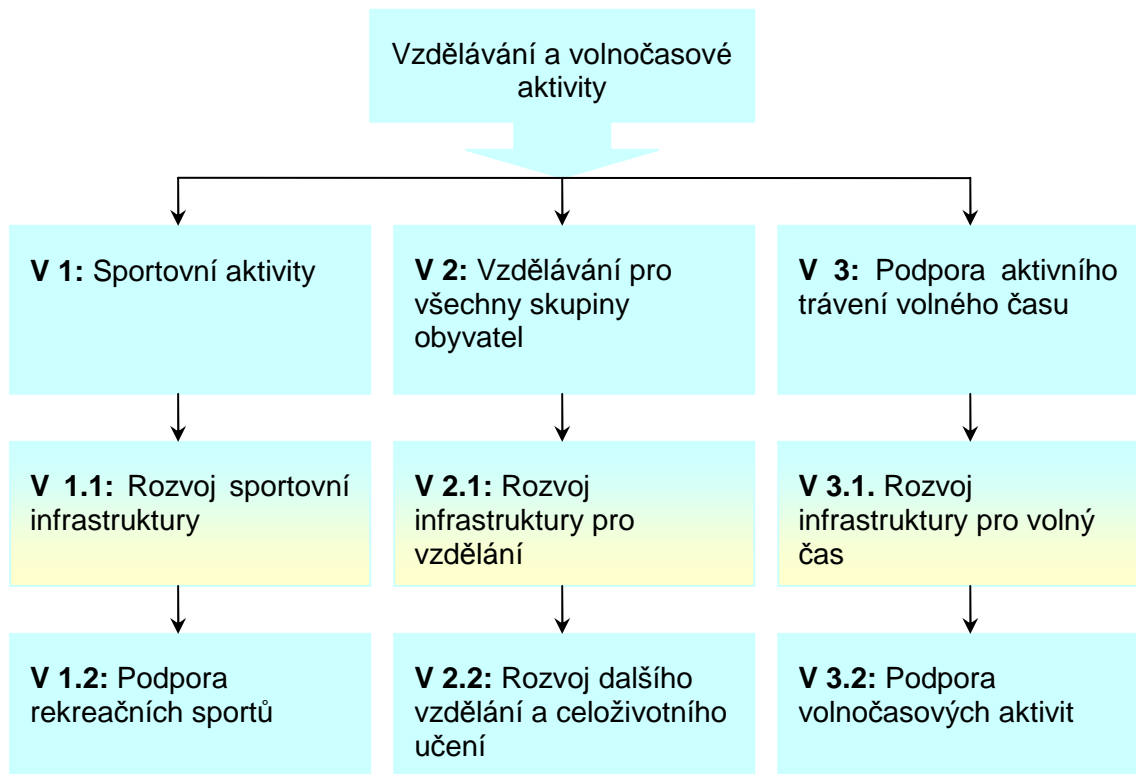 Vzdělávání a volnočasové
aktivity
V 1: Sportovní aktivity
V 2: Vzdělávání pro
všechny skupiny
obyvatel
V 3: Podpora aktivního
trávení volného času
V 1.1: Rozvoj sportovní
infrastruktury
V 2.1: Rozvoj
infrastruktury pro
vzdělání
V 3.1. Rozvoj
infrastruktury pro volný
čas
V 1.2: Podpora
rekreačních sportů
V 2.2: Rozvoj dalšího
vzdělání a celoživotního
učení
V 3.2: Podpora
volnočasových aktivit